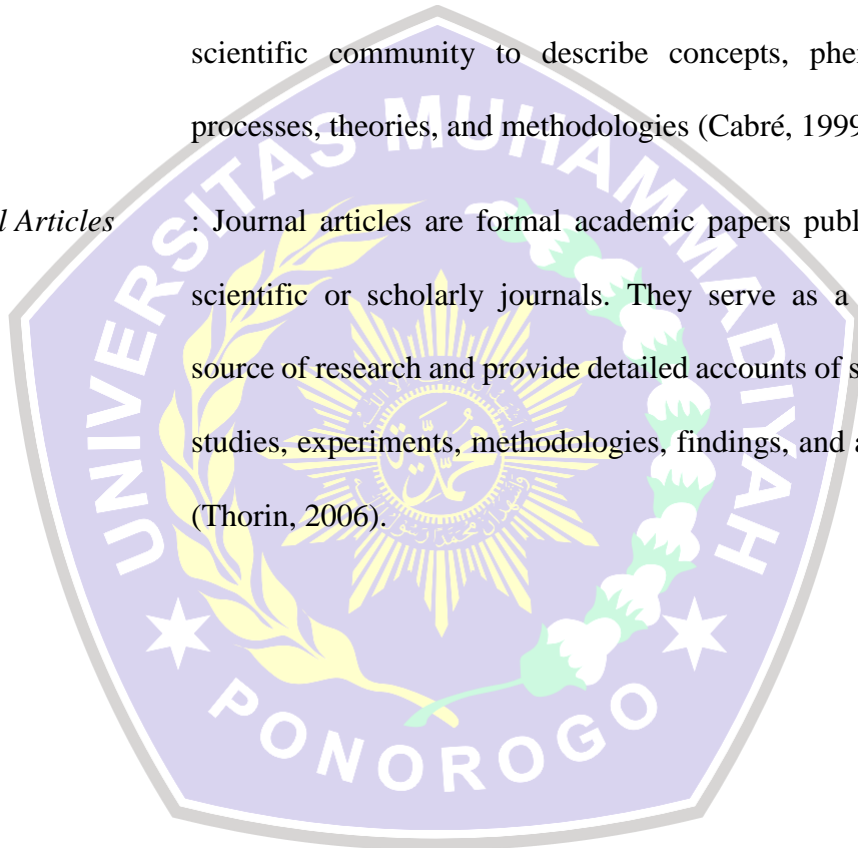 scientific community to describe concepts, phe
processes, theories, and methodologies (Cabré, 1999
l Articles : Journal articles are formal academic papers publ
scientific or scholarly journals. They serve as a
source of research and provide detailed accounts of s
studies, experiments, methodologies, findings, and a
(Thorin, 2006).
UNIVERSITAS MUHAMMADIYAH
PONOROGO
محمد